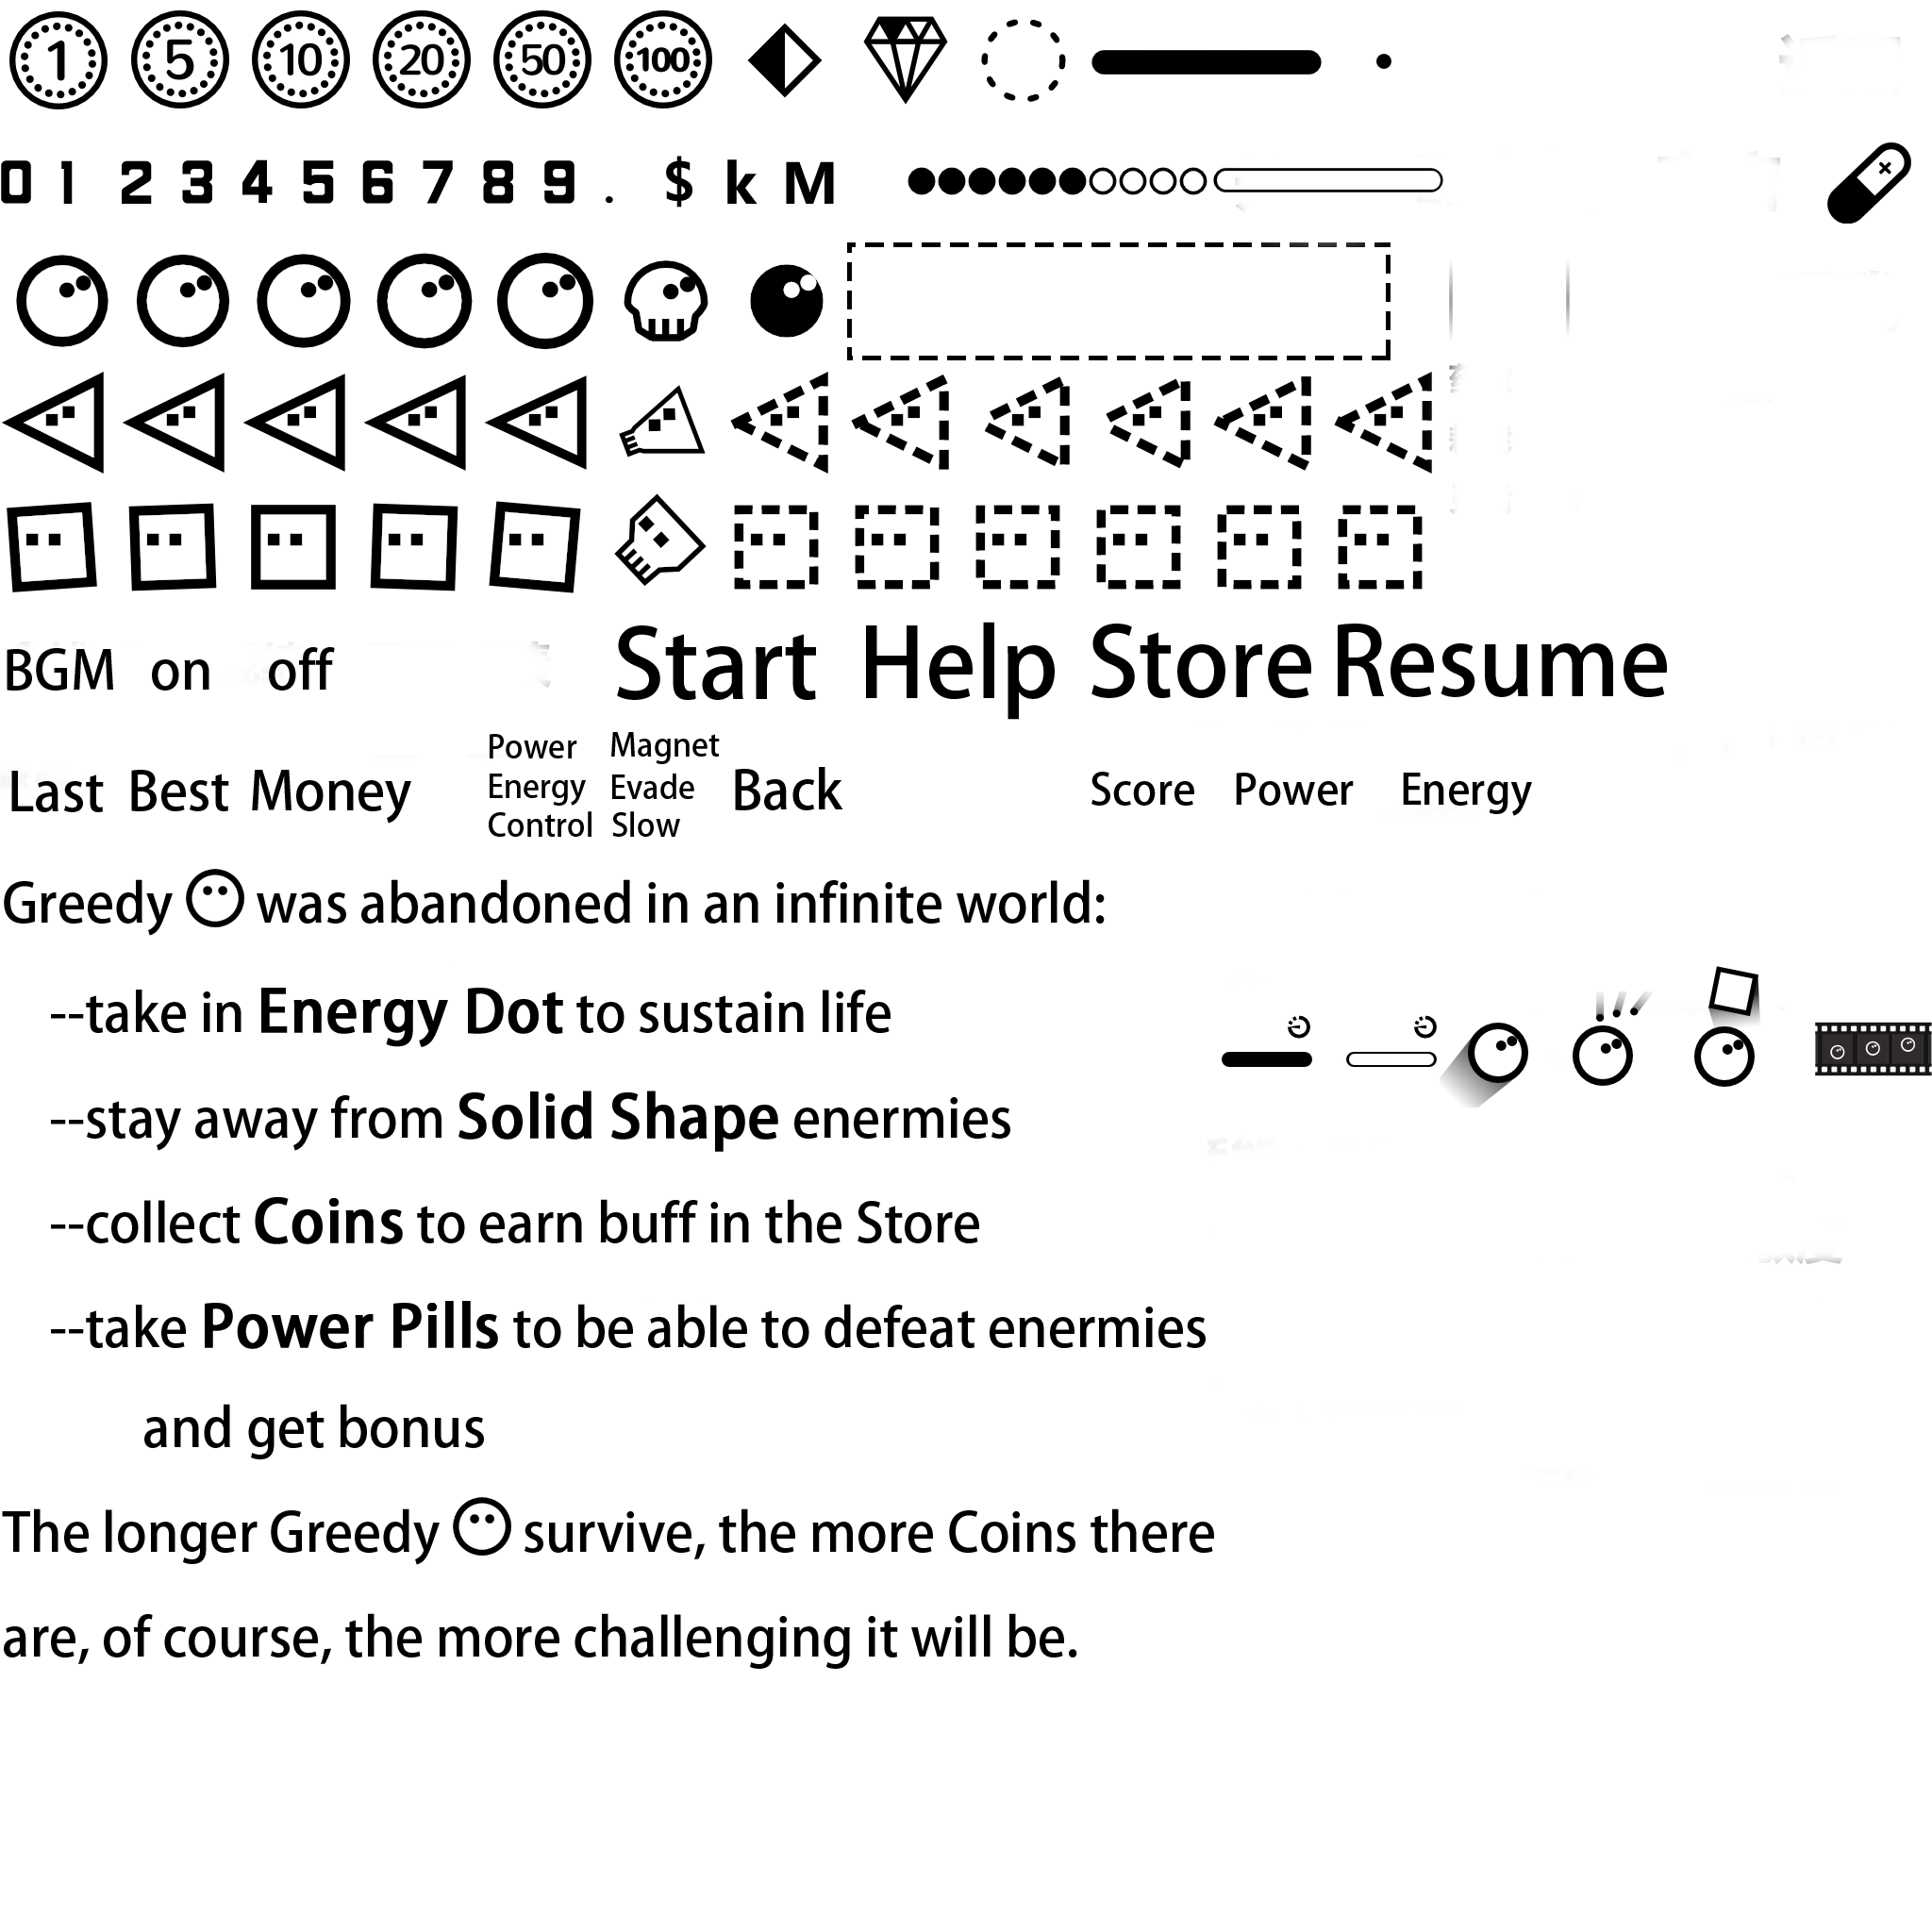 1 5 10 20 50 100
0 1 2 3 4 5 6 7 8 9 . $ k M
BGM on off Start Help Store Resume
Power Magnet
Last Best Money Energy Evade Back Score Power Energy
Control Slow
Greedy was abandoned in an infinite world:
--take in Energy Dot to sustain life
--stay away from Solid Shape enermies
--collect Coins to earn buff in the Store
--take Power Pills to be able to defeat enermies
and get bonus
The longer Greedy survive, the more Coins there
are, of course, the more challenging it will be.